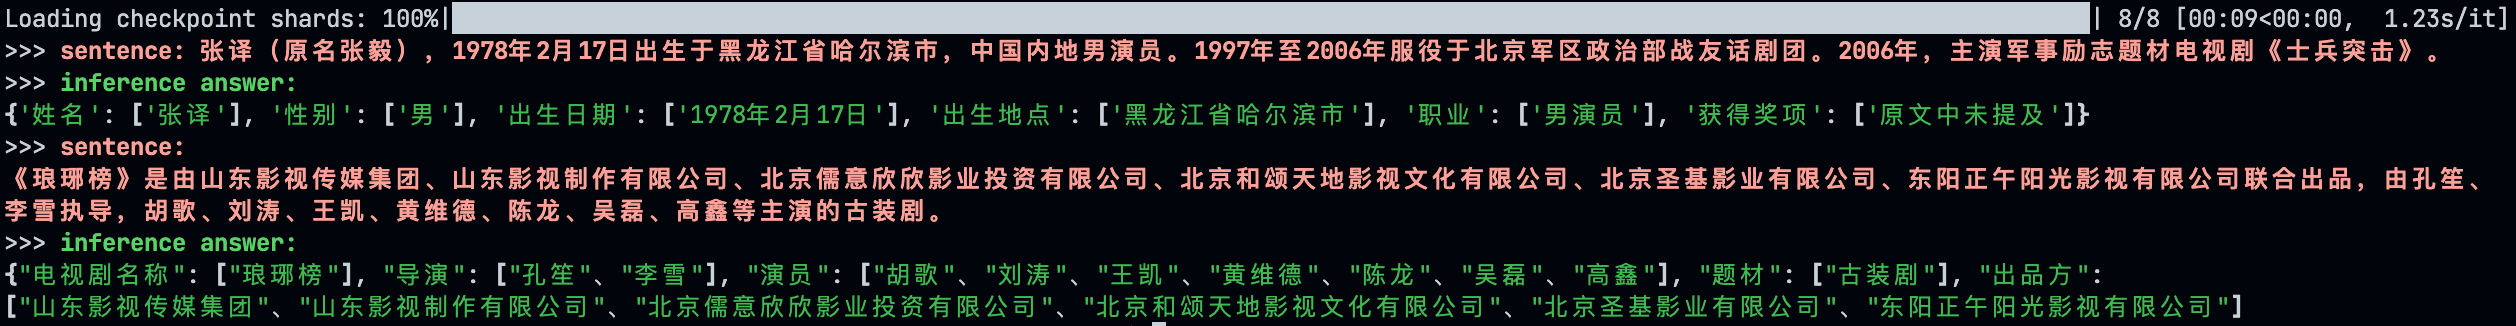 Loading checkpoint shards: 100%|| 8/8 [00:09<00:00,  1.23s/it]
>>> sentence: 张译（原名张毅），1978年2月17日出生于黑龙江省哈尔滨市，中国内地男演员。1997年至2006年服役于北京军区政治部战友话剧团。2006年，主演军事励志题材电视剧《士兵突击》。
>>> inference answer:
{'姓名': ['张译'], '性别': ['男'], '出生日期': ['1978年2月17日'], '出生地点': ['黑龙江省哈尔滨市'], '职业': ['男演员'], '获得奖项': ['原文中未提及']}
>>> sentence:
《琅琊榜》是由山东影视传媒集团、山东影视制作有限公司、北京儒意欣欣影业投资有限公司、北京和颂天地影视文化有限公司、北京圣基影业有限公司、东阳正午阳光影视有限公司联合出品，由孔笙、
李雪执导，胡歌、刘涛、王凯、黄维德、陈龙、吴磊、高鑫等主演的古装剧。
>>> inference answer:
{"电视剧名称": ["琅琊榜"], "导演": ["孔笙"、"李雪"], "演员": ["胡歌"、"刘涛"、"王凯"、"黄维德"、"陈龙"、"吴磊"、"高鑫"], "题材": ["古装剧"], "出品方":
["山东影视传媒集团"、"山东影视制作有限公司"、"北京儒意欣欣影业投资有限公司"、"北京和颂天地影视文化有限公司"、"北京圣基影业有限公司"、"东阳正午阳光影视有限公司"]